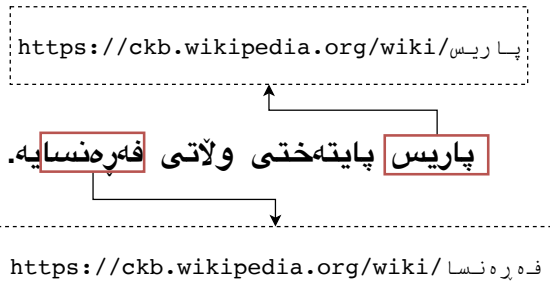 https://ckb.wikipedia.org/wiki/پاریس
پاریس پایتەختی وڵاتی فەڕەنسایە.
https://ckb.wikipedia.org/wiki/فەڕەنسا